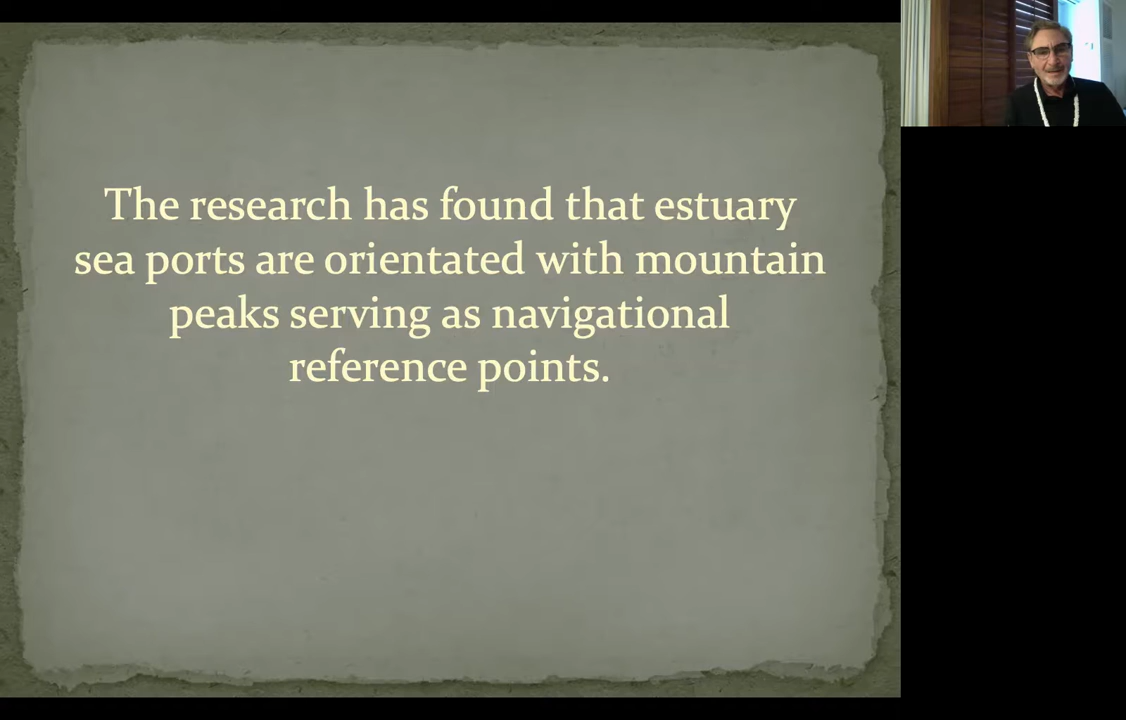 The research has found that estuary
sea ports are orientated with mountain
peaks serving as navigational
reference points.